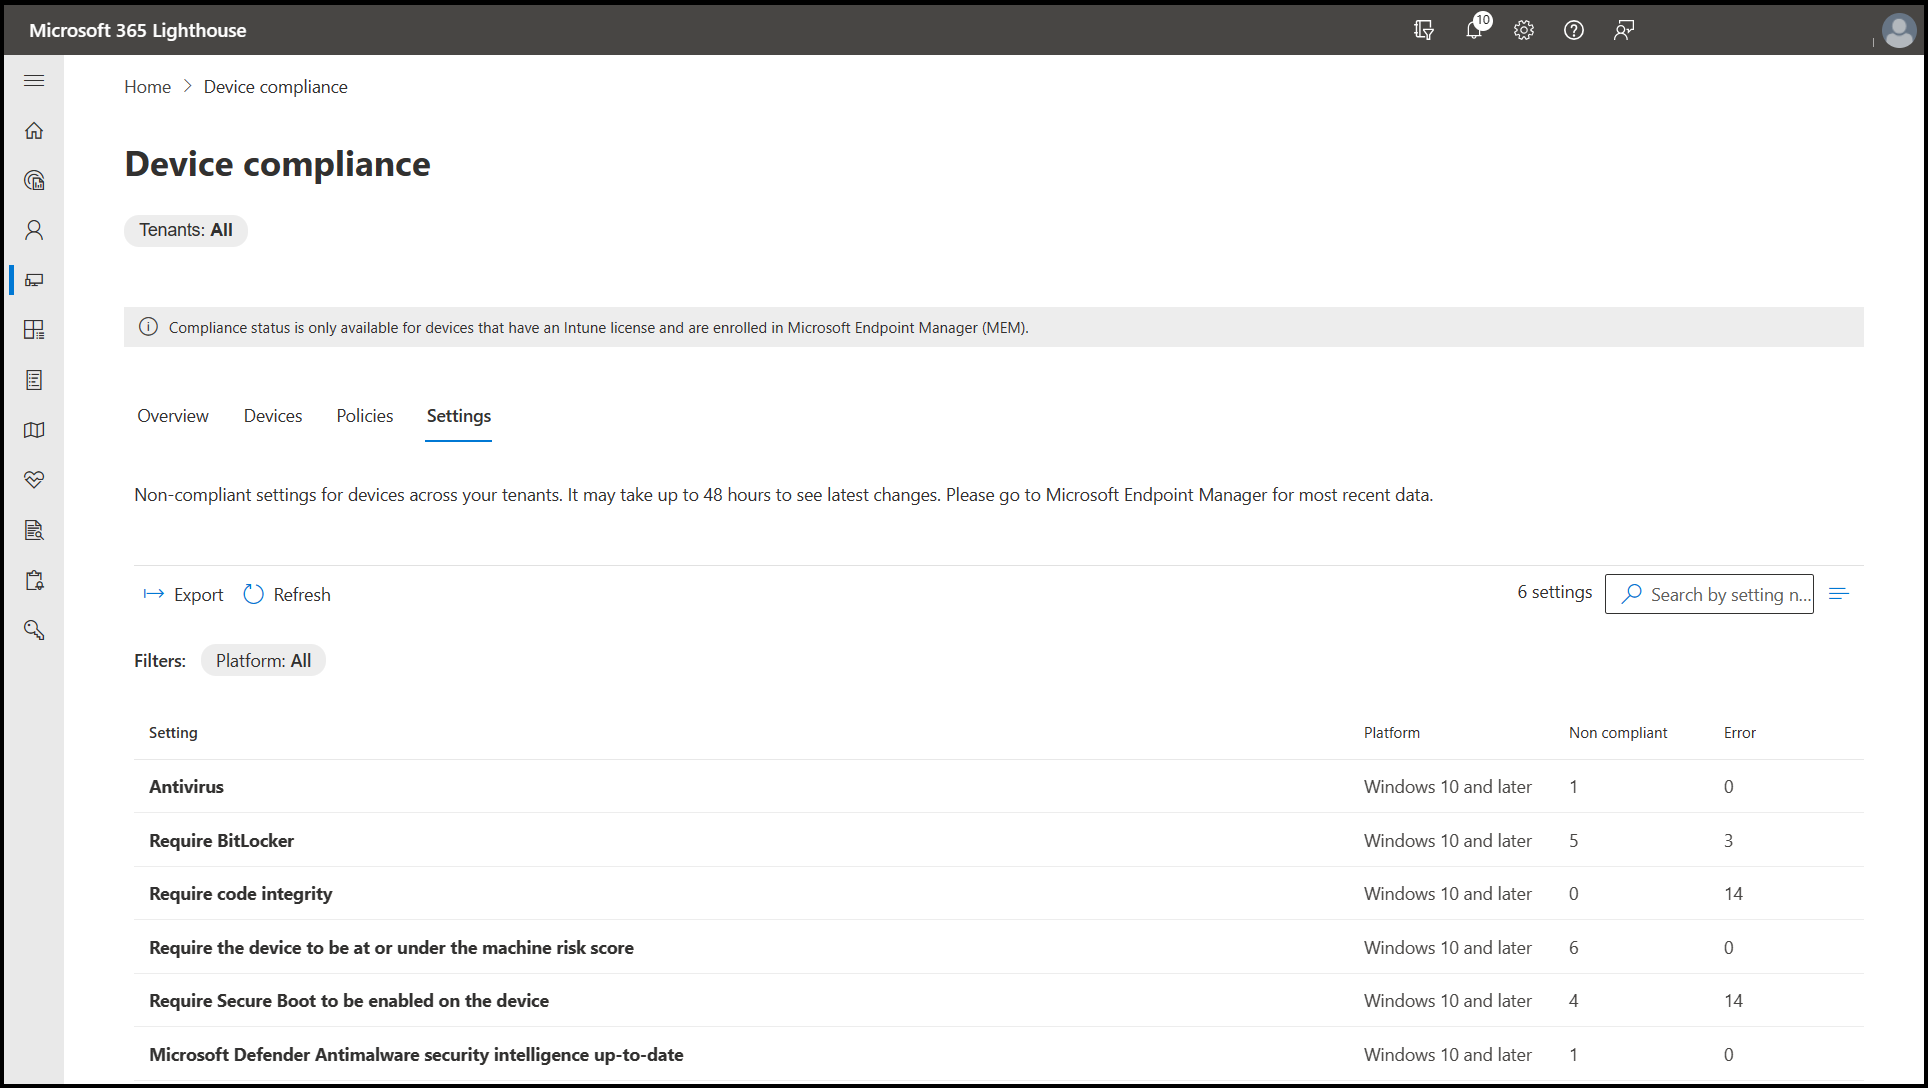 Microsoft 365 Lighthouse
10
Home > Device compliance
Device compliance
Tenants: All
Compliance status is only available for devices that have an Intune license and are enrolled in Microsoft Endpoint Manager (MEM).
Overview Devices Policies Settings
Non-compliant settings for devices across your tenants. It may take up to 48 hours to see latest changes. Please go to Microsoft Endpoint Manager for most recent data.
Export Refresh 6 settings Search by setting n...
Filters: Platform: All
Setting Platform Non compliant Error
Antivirus Windows 10 and later 1 0
Require BitLocker Windows 10 and later 5 3
Require code integrity Windows 10 and later 0 14
Require the device to be at or under the machine risk score Windows 10 and later 6 0
Require Secure Boot to be enabled on the device Windows 10 and later 4 14
Microsoft Defender Antimalware security intelligence up-to-date Windows 10 and later 1 0